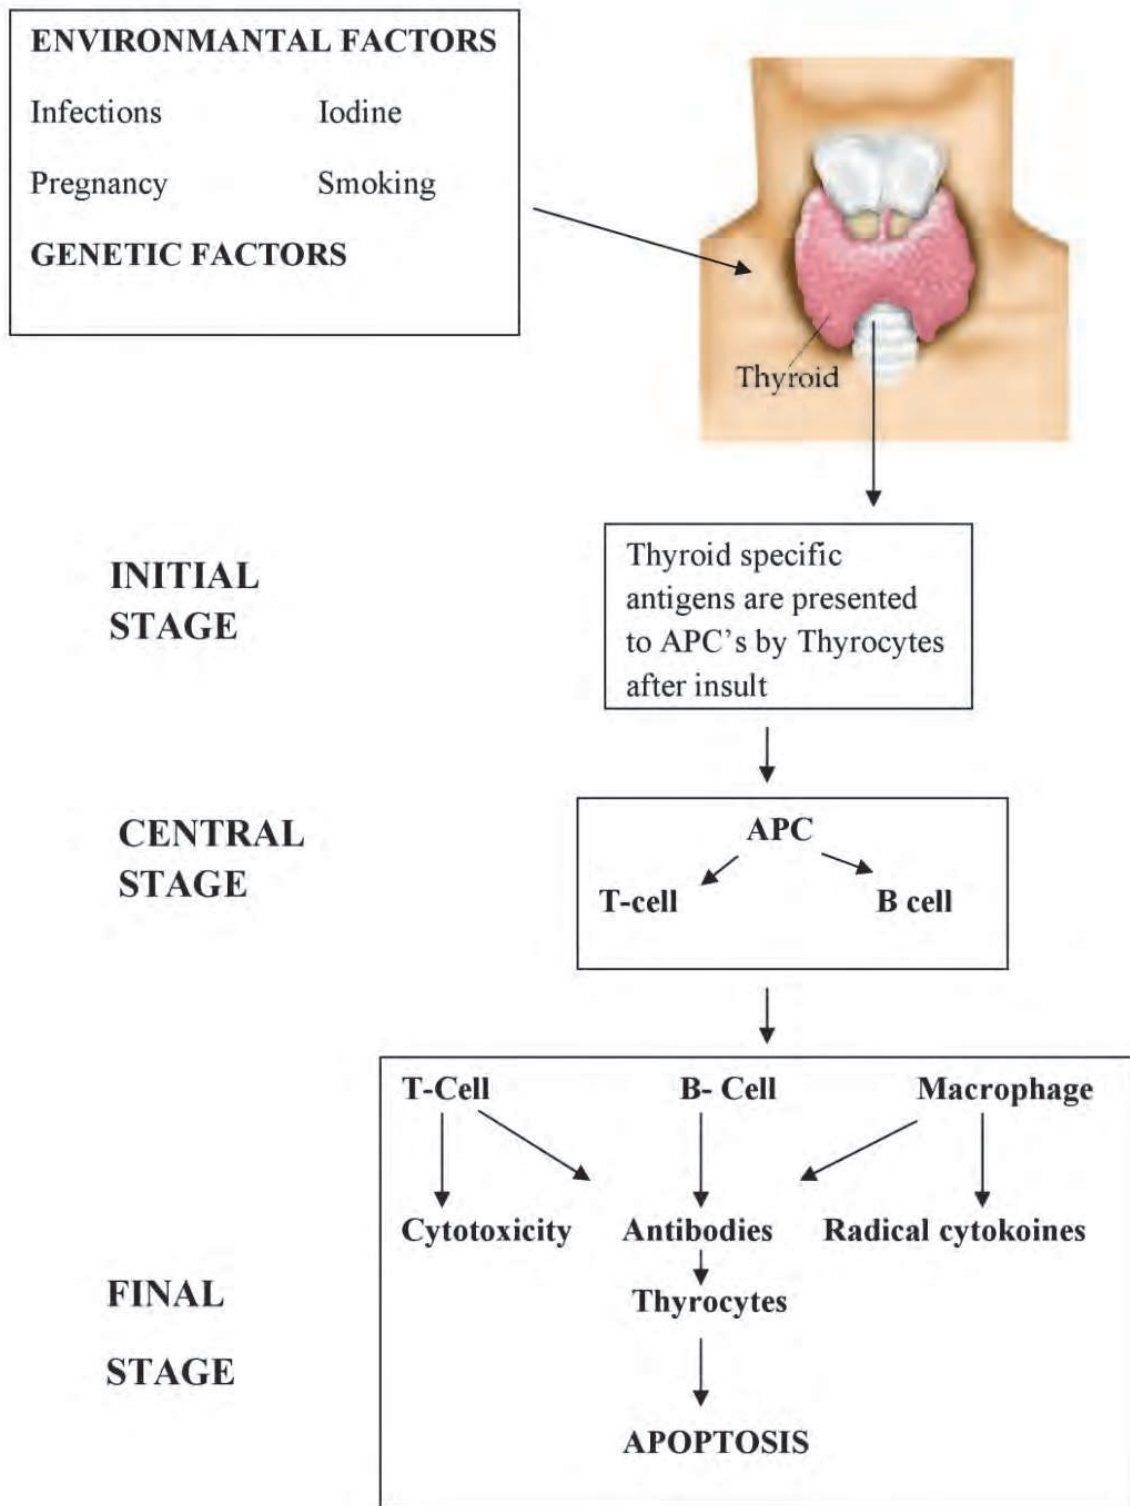 ENVIRONMANTAL FACTORS
Infections Iodine
Pregnancy Smoking
GENETIC FACTORS
Thyroid
INITIAL
STAGE
Thyroid specific
antigens are presented
to APC’s by Thyrocytes
after insult
CENTRAL
STAGE
APC
T-cell B cell
T-Cell B- Cell Macrophage
Cytotoxicity Antibodies Radical cytokoines
Thyrocytes
FINAL
STAGE
APOPTOSIS